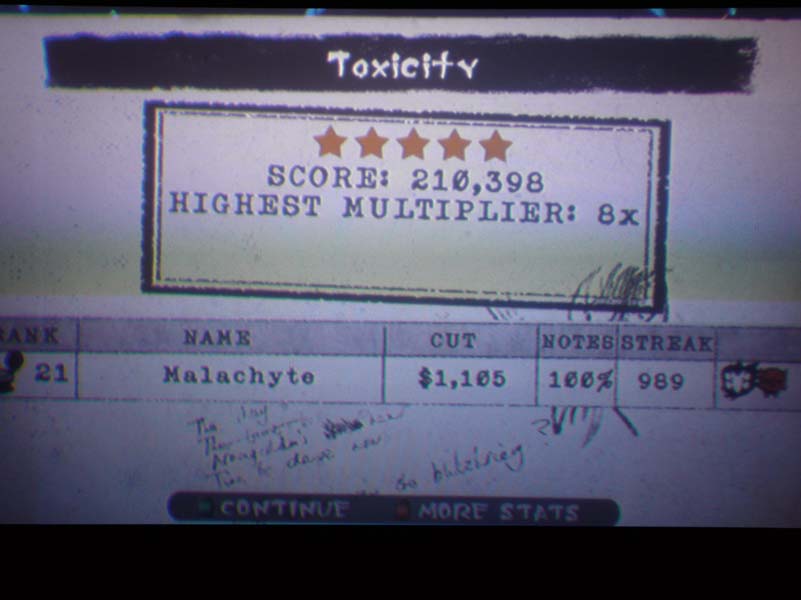 Toxicity
SCORE: 210,398
HIGHEST MULTIPLIER: 8x
RANK NAME CUT NOTES STREAK
21 Malachyte $1,105 100% 989
CONTINUE MORE STATS